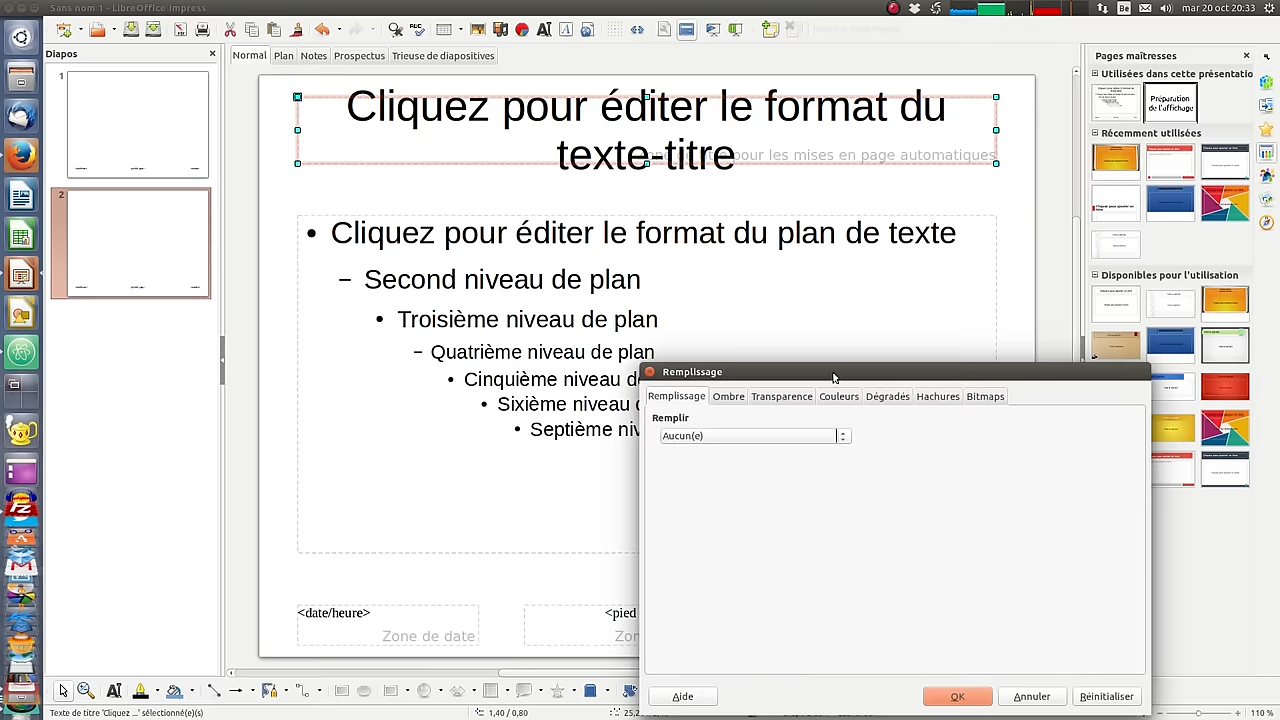 Sans nom 1 - LibreOffice Impress
Be
mar 20 oct 20:33
Diapos
Normal
Plan
Notes
Prospectus
Trieuse de diapositives
1
2
Cliquez pour éditer le format du
texte-titre
pour les mises en page automatiques
• Cliquez pour éditer le format du plan de texte
– Second niveau de plan
• Troisième niveau de plan
– Quatrième niveau de plan
• Cinquième niveau d
• Sixième niveau
• Septième niv
<date/heure>
Zone de date
<pied
Zon
Pages maîtresses
Utilisées dans cette présentatio
Préparation
de l'affichage
Récemment utilisées
Disponibles pour l'utilisation
Remplissage
Remplissage
Ombre
Transparence
Couleurs
Dégradés
Hachures
Bitmaps
Remplir
Aucun(e)
Aide
OK
Annuler
Réinitialiser
Texte de titre 'Cliquez ...' sélectionné(e)(s)
1,40 / 0,80
110 %